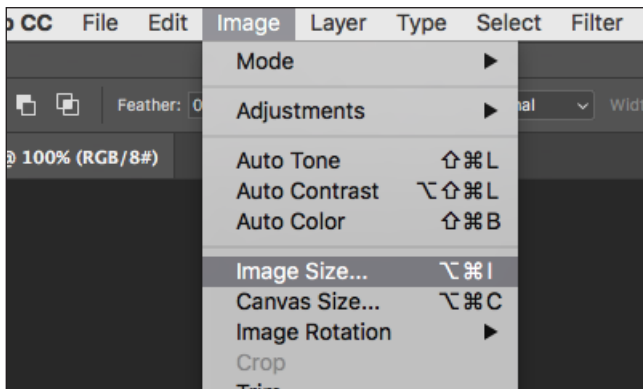 CC File Edit Image Layer Type Select Filter
Mode
Feather: 0
Adjustments
@ 100% (RGB/8#)
Auto Tone ⇧⌘L
Auto Contrast ⌥⇧⌘L
Auto Color ⇧⌘B
Image Size... ⌥⌘I
Canvas Size... ⌥⌘C
Image Rotation
Crop